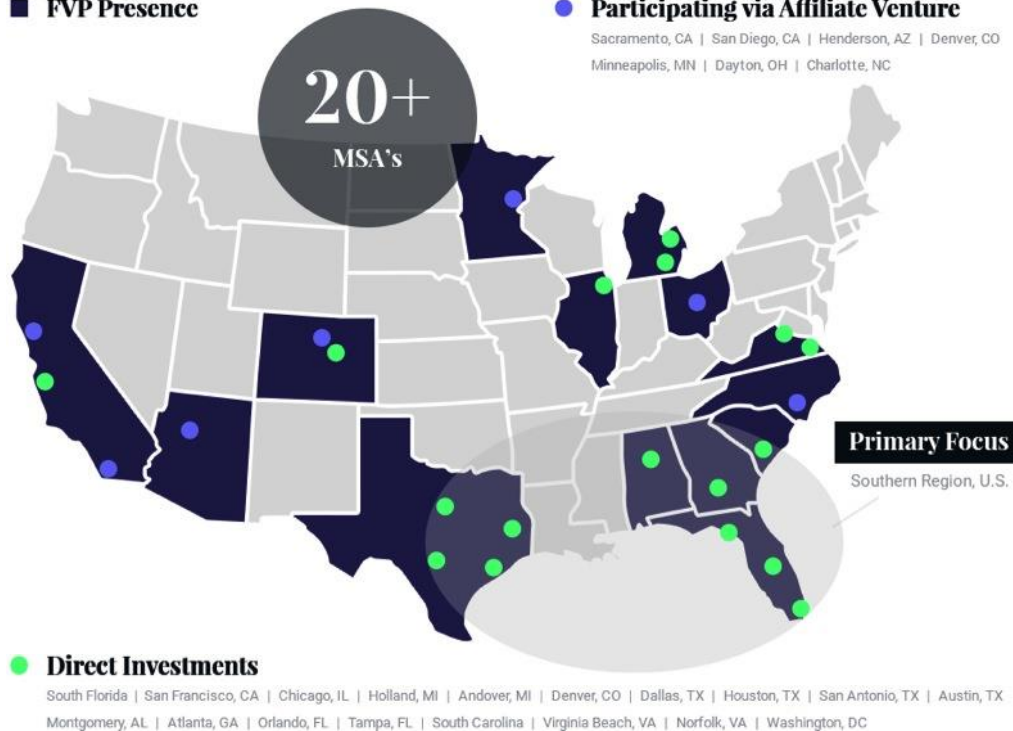 FVP Presence
Participating via Affiliate Venture
Sacramento, CA | San Diego, CA | Henderson, AZ | Denver, CO
Minneapolis, MN | Dayton, OH | Charlotte, NC
20+
MSA's
Primary Focus
Southern Region, U.S.
Direct Investments
South Florida | San Francisco, CA | Chicago, IL | Holland, MI | Andover, MI | Denver, CO | Dallas, TX | Houston, TX | San Antonio, TX | Austin, TX
Montgomery, AL | Atlanta, GA | Orlando, FL | Tampa, FL | South Carolina | Virginia Beach, VA | Norfolk, VA | Washington, DC